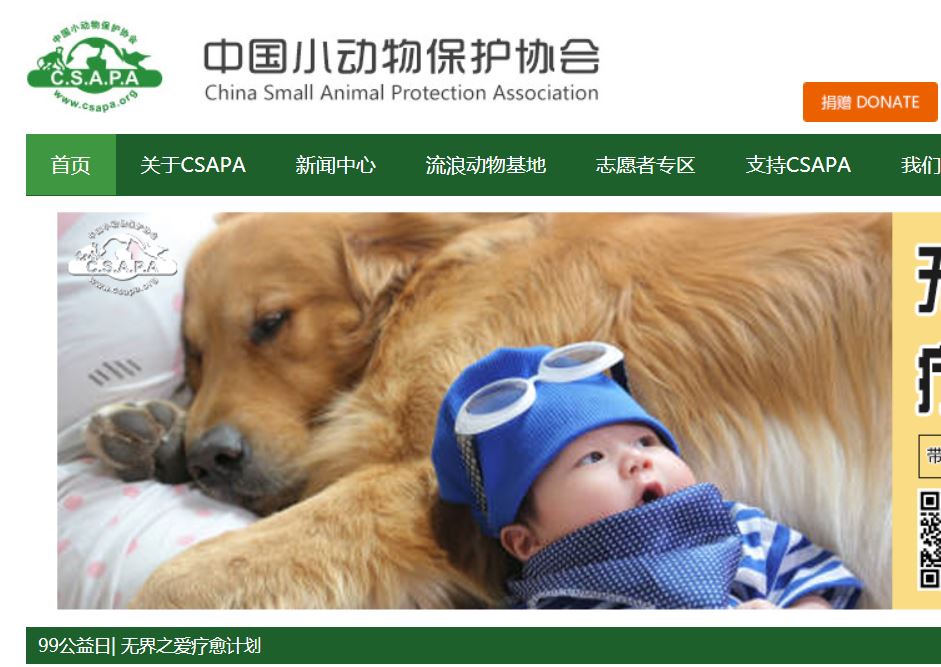 中国小动物保护协会
C.S.A.P.A
www.csapa.org
中国小动物保护协会
China Small Animal Protection Association
捐赠 DONATE
首页 关于CSAPA 新闻中心 流浪动物基地 志愿者专区 支持CSAPA 我们
中国小动物保护协会
C.S.A.P.A
www.csapa.org
带
99公益日| 无界之爱疗愈计划